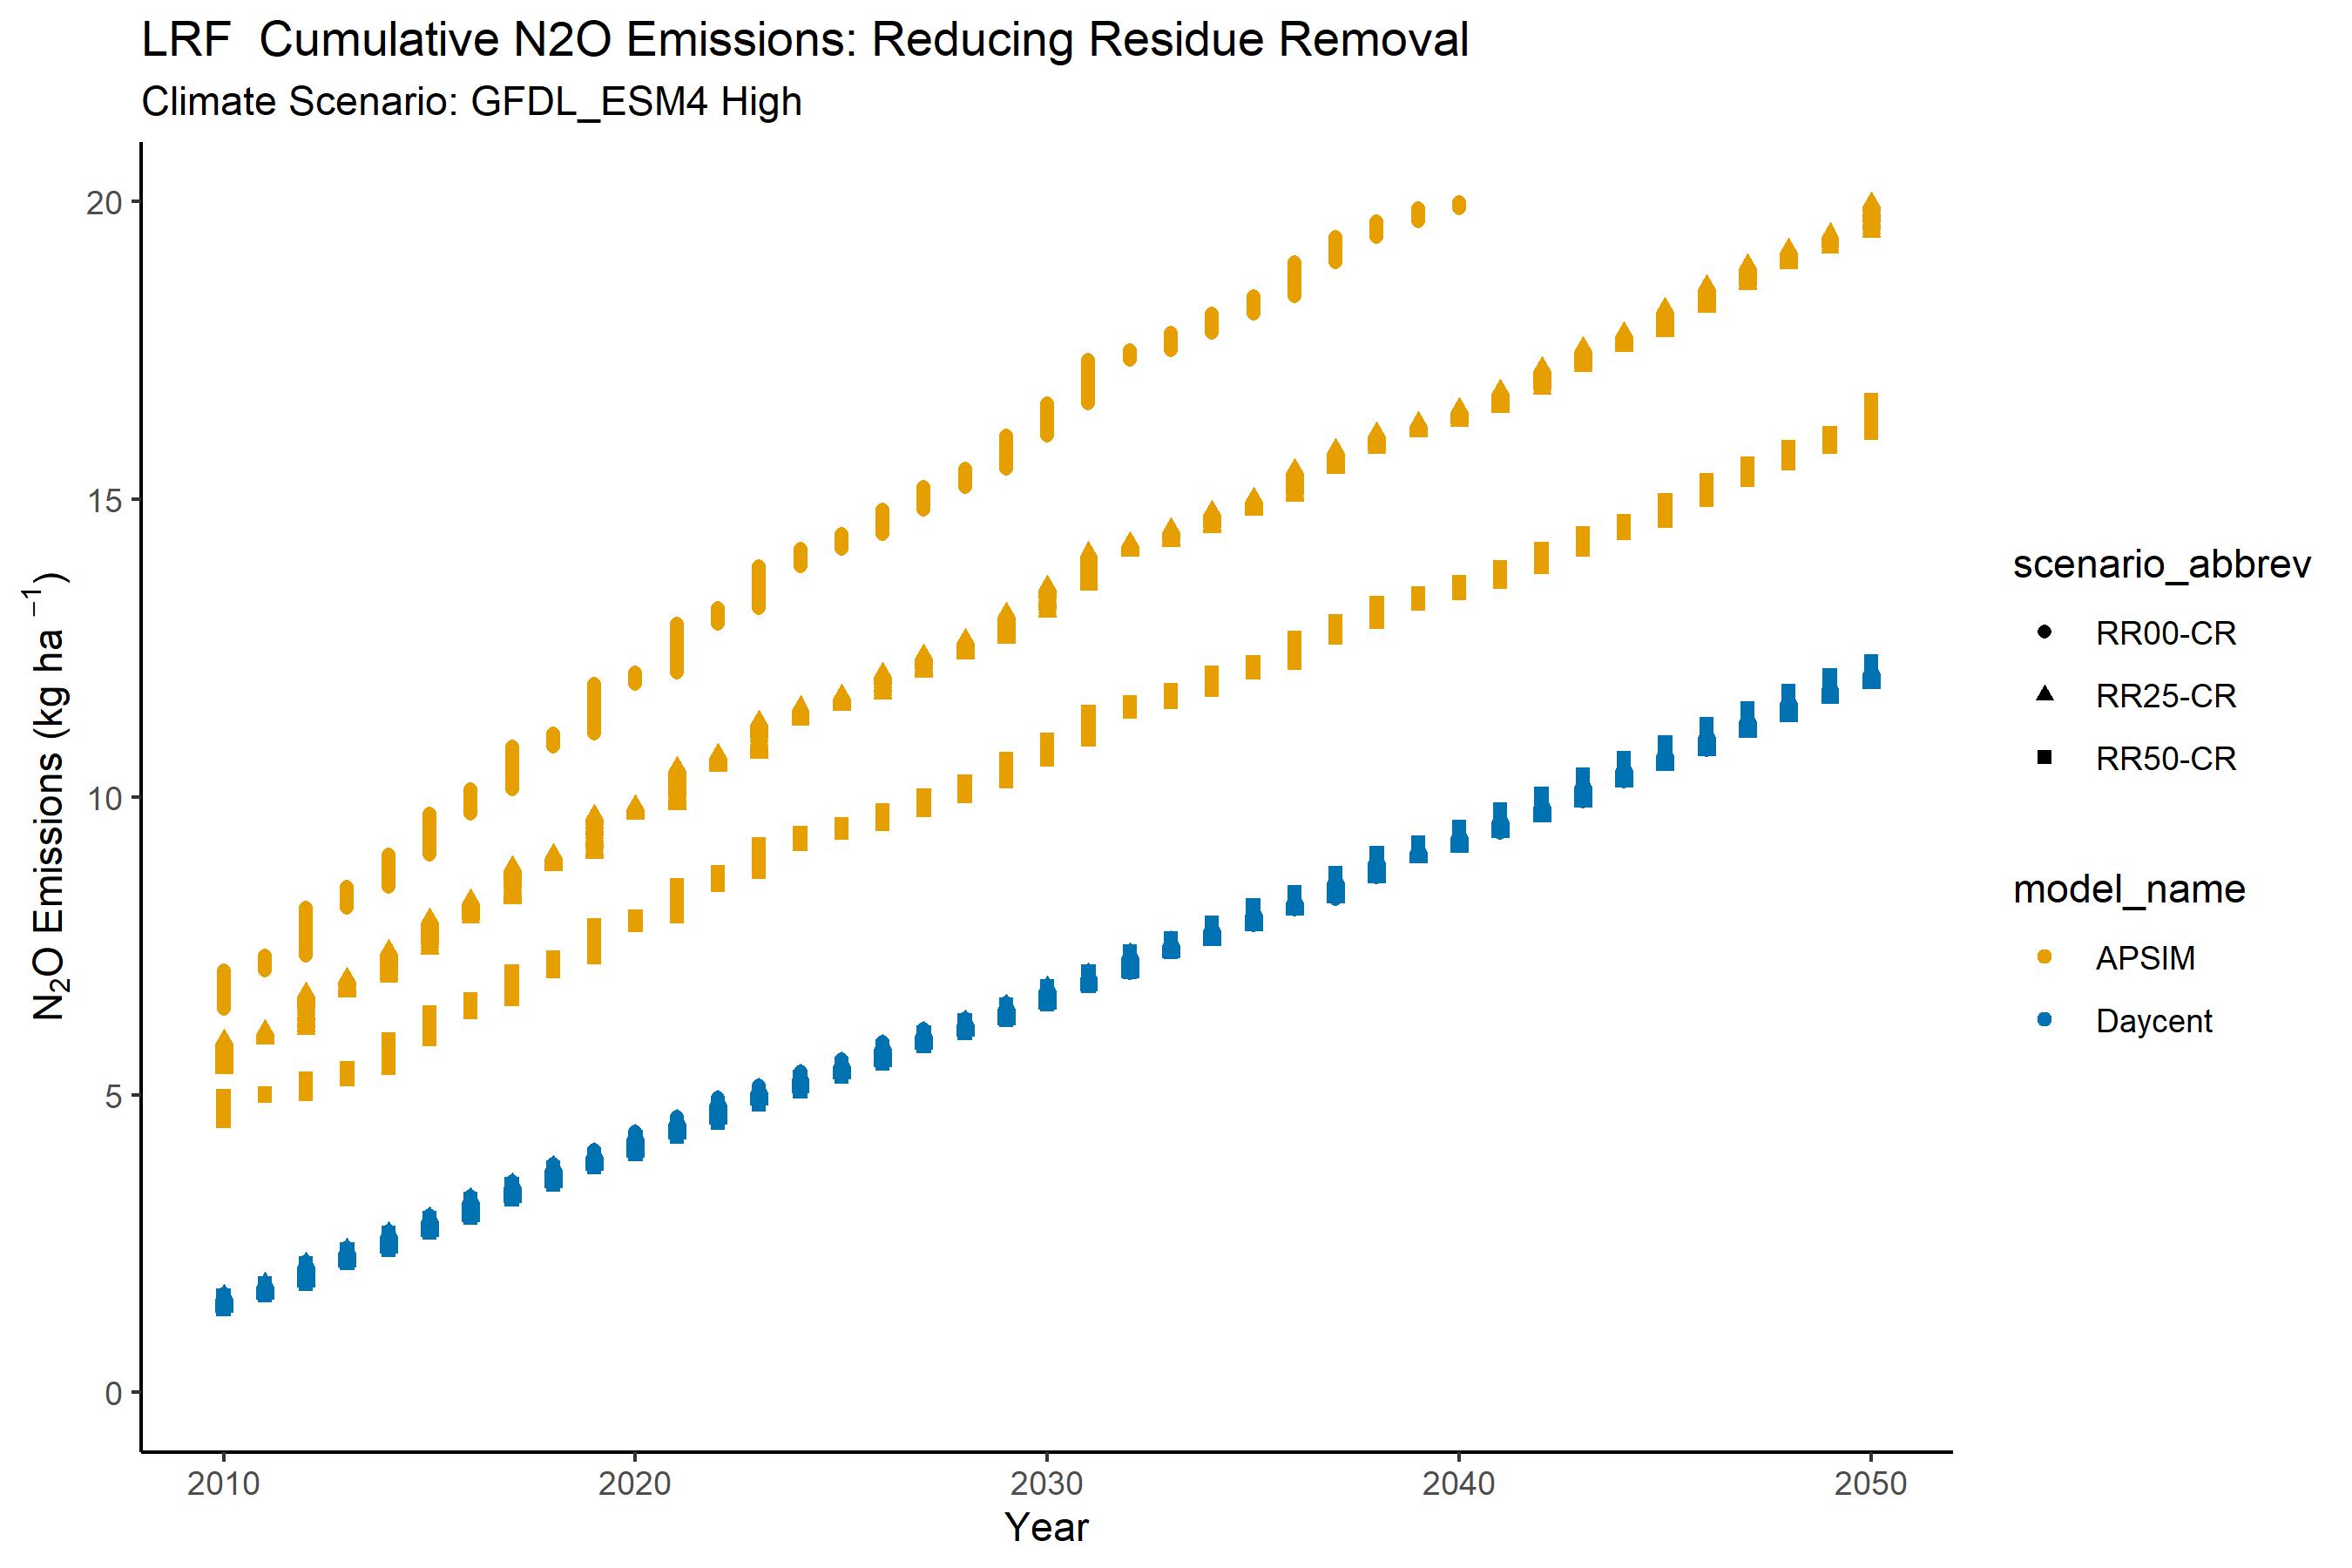 LRF  Cumulative N2O Emissions: Reducing Residue Removal
Climate Scenario: GFDL_ESM4 High
N₂O Emissions (kg ha ⁻¹)
20
15
10
5
0
2010 2020 2030 2040 2050
Year
scenario_abbrev
RR00-CR
RR25-CR
RR50-CR
model_name
APSIM
Daycent